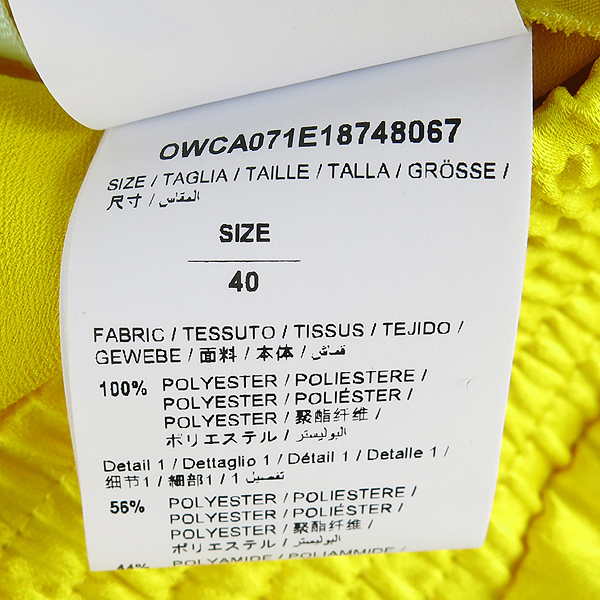 OWCA071E18748067
SIZE / TAGLIA / TAILLE / TALLA / GRÖSSE /
尺寸 / المقاس
SIZE
40
FABRIC / TESSUTO / TISSUS / TEJIDO /
GEWEBE / 面料 / 本体 / قماش
100% POLYESTER / POLIESTERE /
POLYESTER / POLIÉSTER /
POLYESTER / 聚酯纤维 /
ポリエステル / البوليستر
Detail 1 / Dettaglio 1 / Détail 1 / Detalle 1 /
细节1 / 細部1 / تفصيل 1
56% POLYESTER / POLIESTERE /
POLYESTER / POLIÉSTER /
POLYESTER / 聚酯纤维 /
ポリエステル / البوليستر
44% POLYAMIDE / POLIAMMIDE /